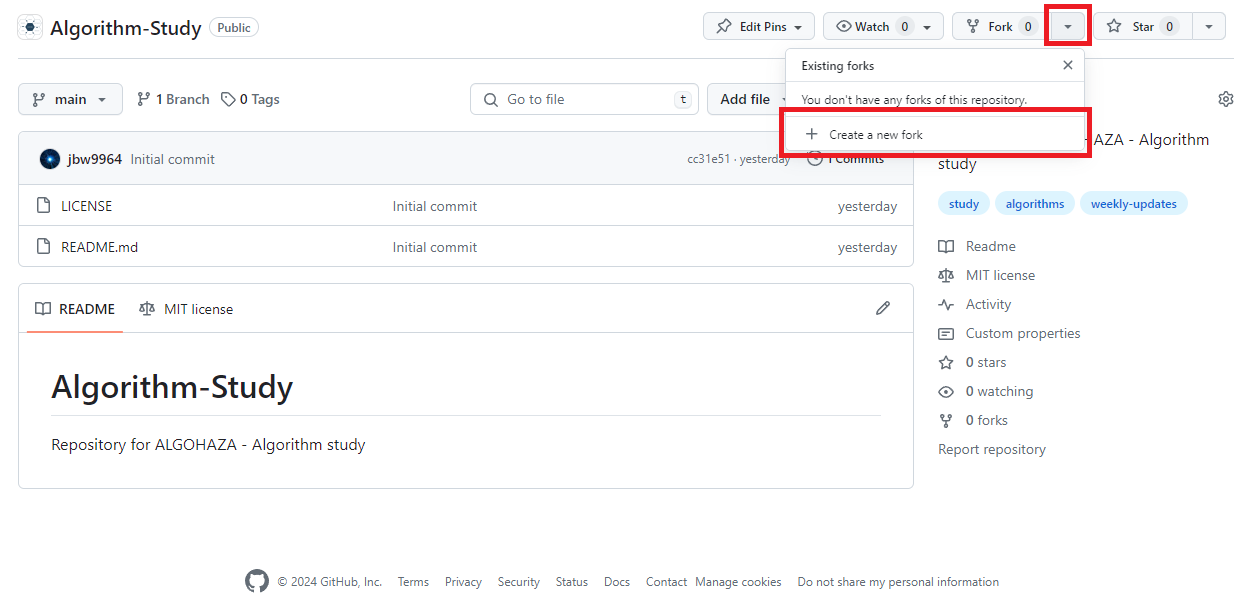 Algorithm-Study Public Edit Pins Watch 0 Fork 0 Star 0
Existing forks
You don't have any forks of this repository.
Create a new fork
main 1 Branch 0 Tags Go to file t Add file
jbw9964 Initial commit cc31e51 · yesterday 1 Commits
LICENSE Initial commit yesterday
README.md Initial commit yesterday
README MIT license
Algorithm-Study
Repository for ALGOHAZA - Algorithm study
HAZA - Algorithm
study
study algorithms weekly-updates
Readme
MIT license
Activity
Custom properties
0 stars
0 watching
0 forks
Report repository
© 2024 GitHub, Inc. Terms Privacy Security Status Docs Contact Manage cookies Do not share my personal information